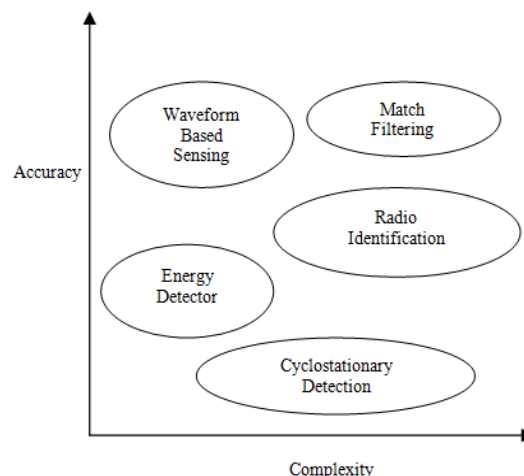 Waveform
Based
Sensing
Match
Filtering
Accuracy
Radio
Identification
Energy
Detector
Cyclostationary
Detection
Complexity